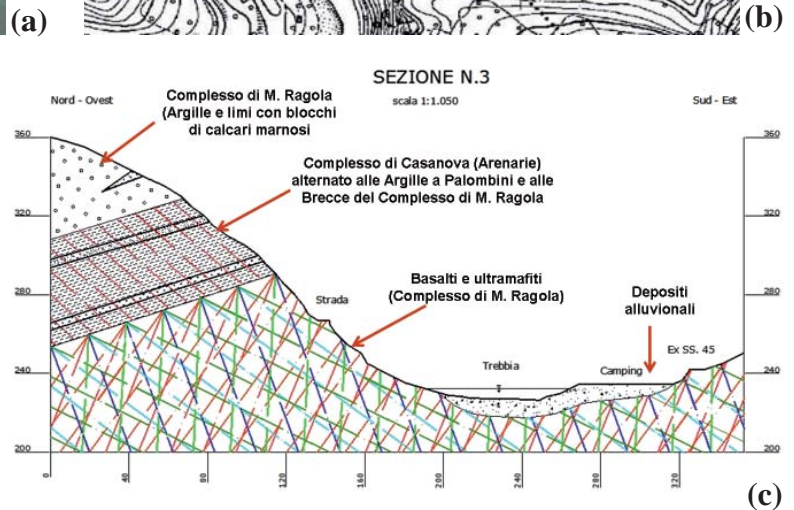 (a)
(b)
SEZIONE N.3
scala 1:1.050
Nord - Ovest
Sud - Est
Complesso di M. Ragola
(Argille e limi con blocchi
di calcari marnosi
Complesso di Casanova (Arenarie)
alternato alle Argille a Palombini e alle
Brecce del Complesso di M. Ragola
Basalti e ultramafiti
(Complesso di M. Ragola)
Depositi
alluvionali
Strada
Trebbia
Camping
Ex SS. 45
360
320
280
240
200
360
320
280
240
200
0
40
80
120
160
200
240
280
320
(c)